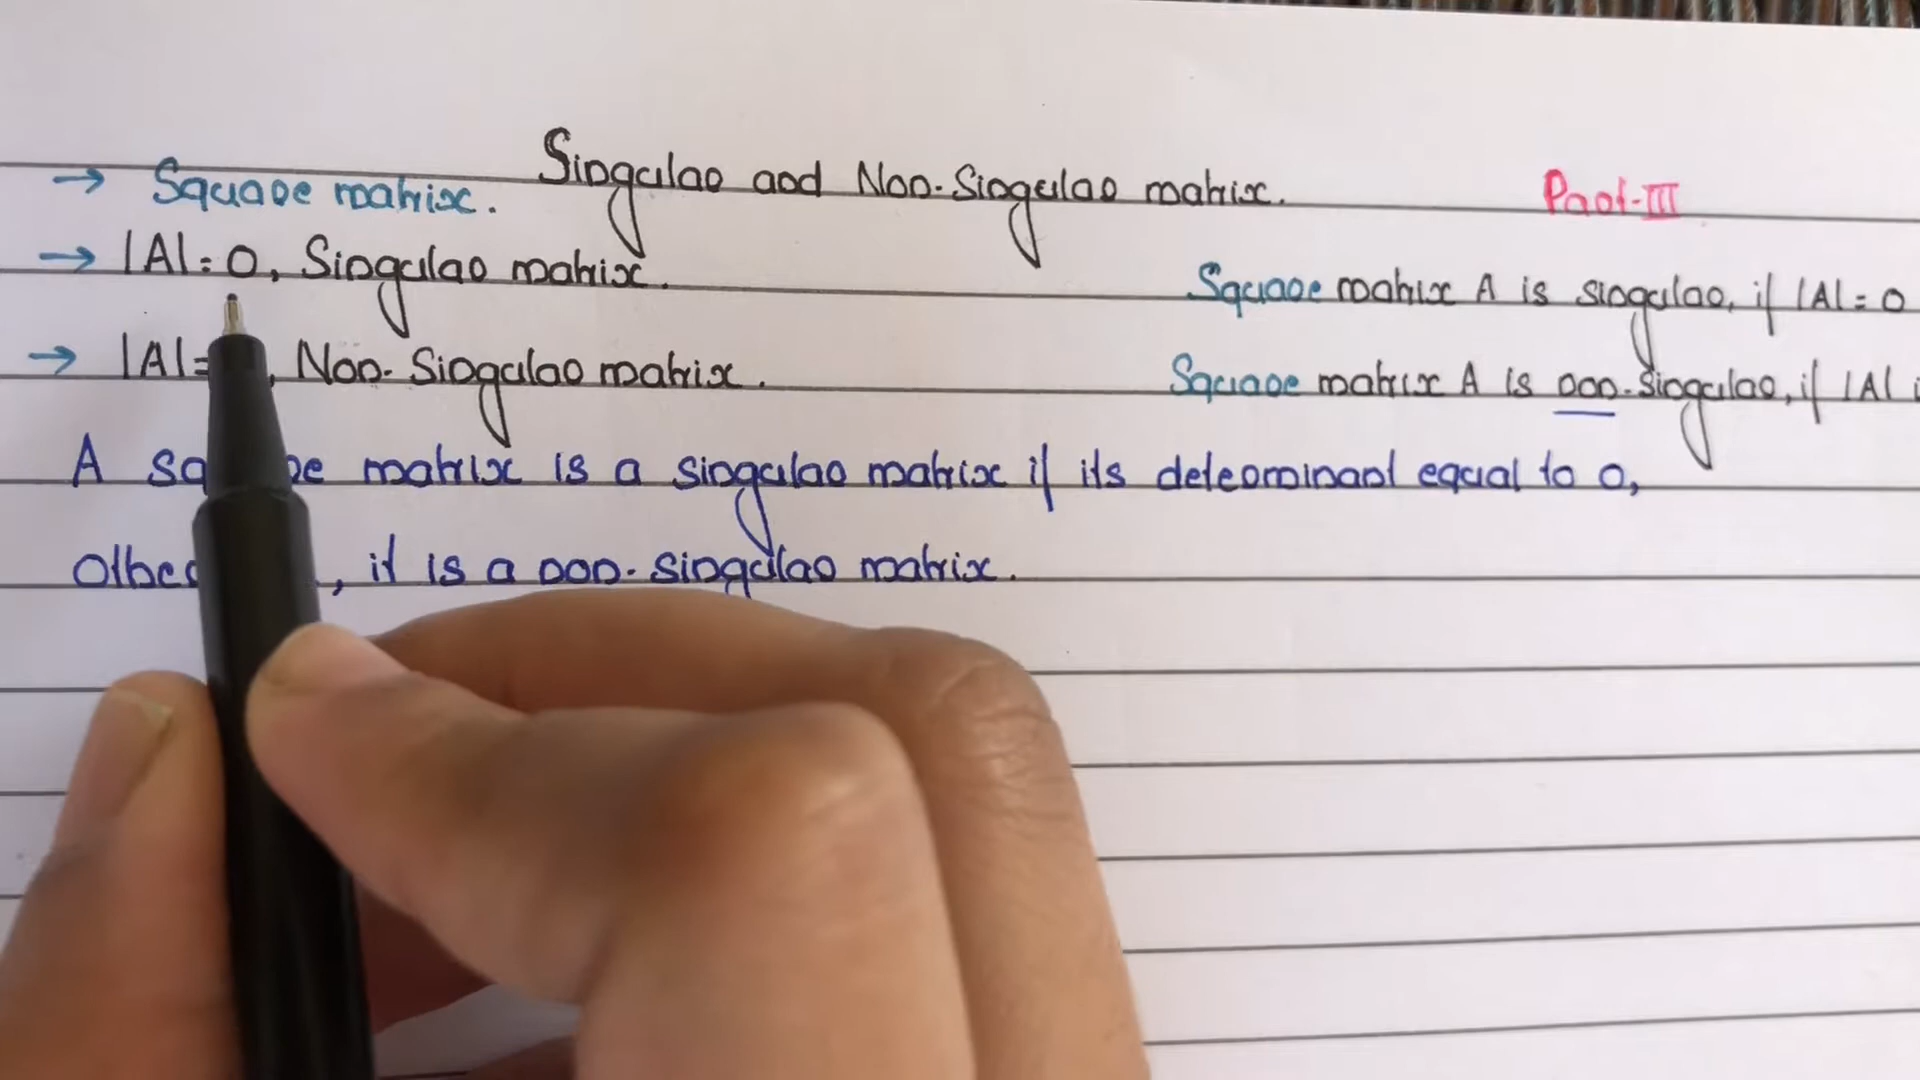 Singular and Non-Singular matrix.
Part-III
→ Square matrix.
→ |A| = 0, Singular matrix.
→ |A| = , Non-Singular matrix.
Square matrix A is singular, if |A| = 0
Square matrix A is non-singular, if |A|
A matrix is a singular matrix if its determinant equal to 0,
, it is a non-singular matrix.